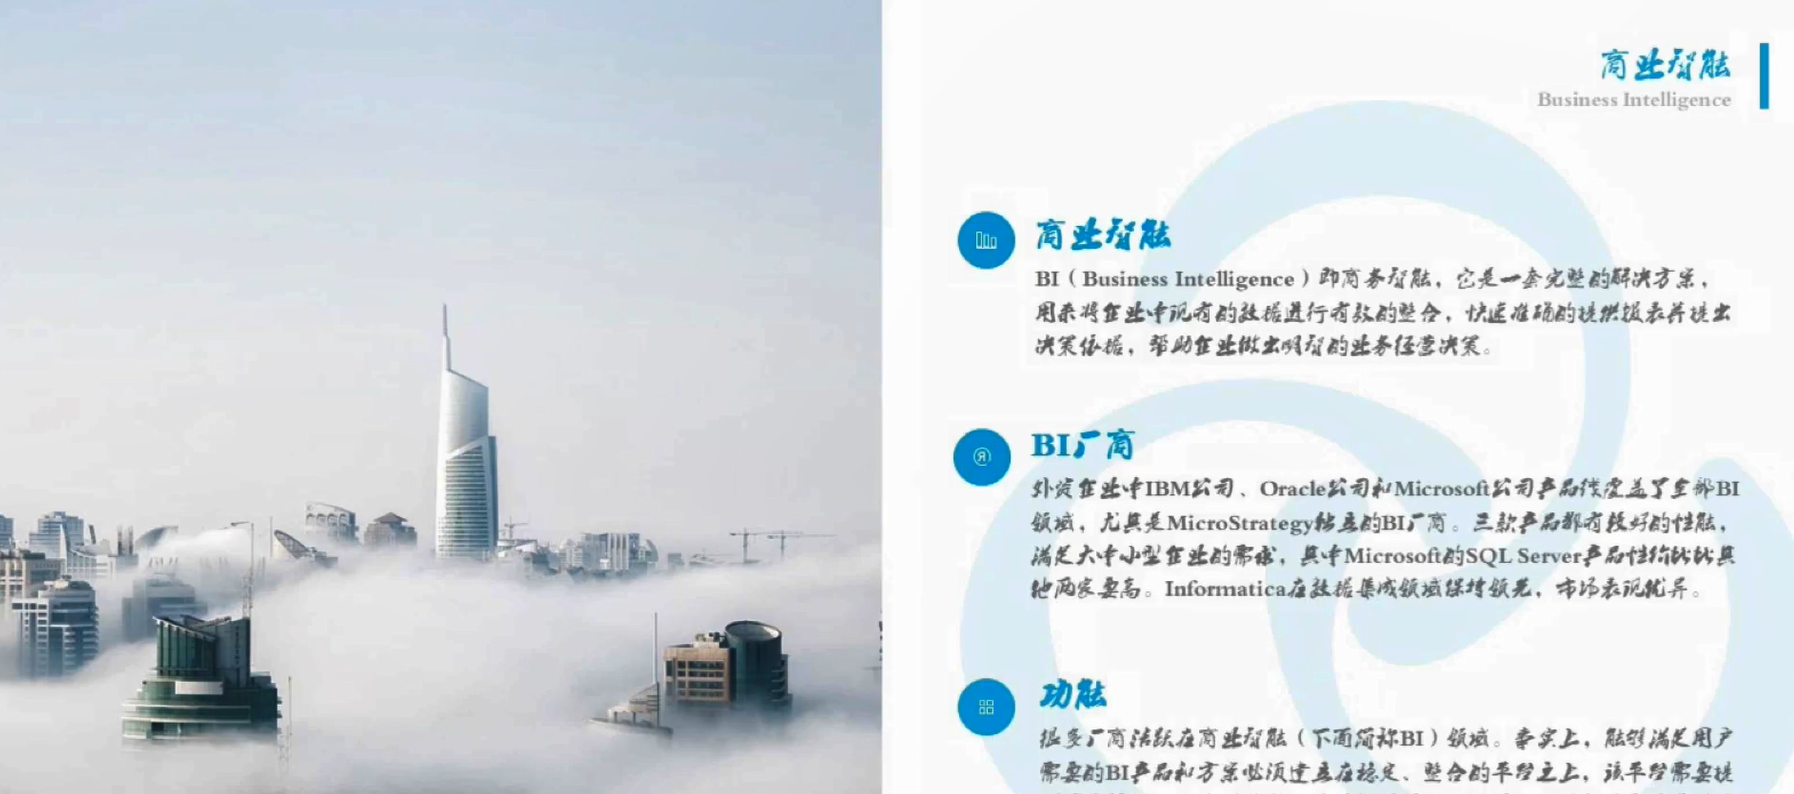 商业智能
Business Intelligence
商业智能
BI（Business Intelligence）即商务智能，它是一套完整的解决方案，
用来将企业中现有的数据进行有效的整合，快速准确的提供报表并提出
决策依据，帮助企业做出明智的业务经营决策。
BI厂商
外资企业中IBM公司、Oracle公司和Microsoft公司产品线覆盖了全部BI
领域，尤其是MicroStrategy独立的BI厂商。三款产品都有较好的性能，
满足大中小型企业的需求，其中Microsoft的SQL Server产品性价比比其
他两家要高。Informatica在数据集成领域保持领先，市场表现优异。
功能
很多厂商活跃在商业智能（下面简称BI）领域。事实上，能够满足用户
需要的BI产品和方案必须建立在稳定、整合的平台之上，该平台需要提